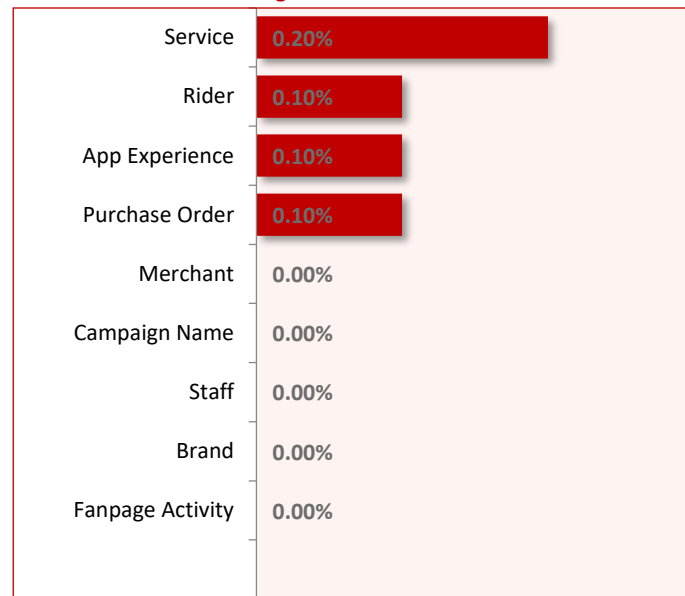 Service 0.20%
Rider 0.10%
App Experience 0.10%
Purchase Order 0.10%
Merchant 0.00%
Campaign Name 0.00%
Staff 0.00%
Brand 0.00%
Fanpage Activity 0.00%